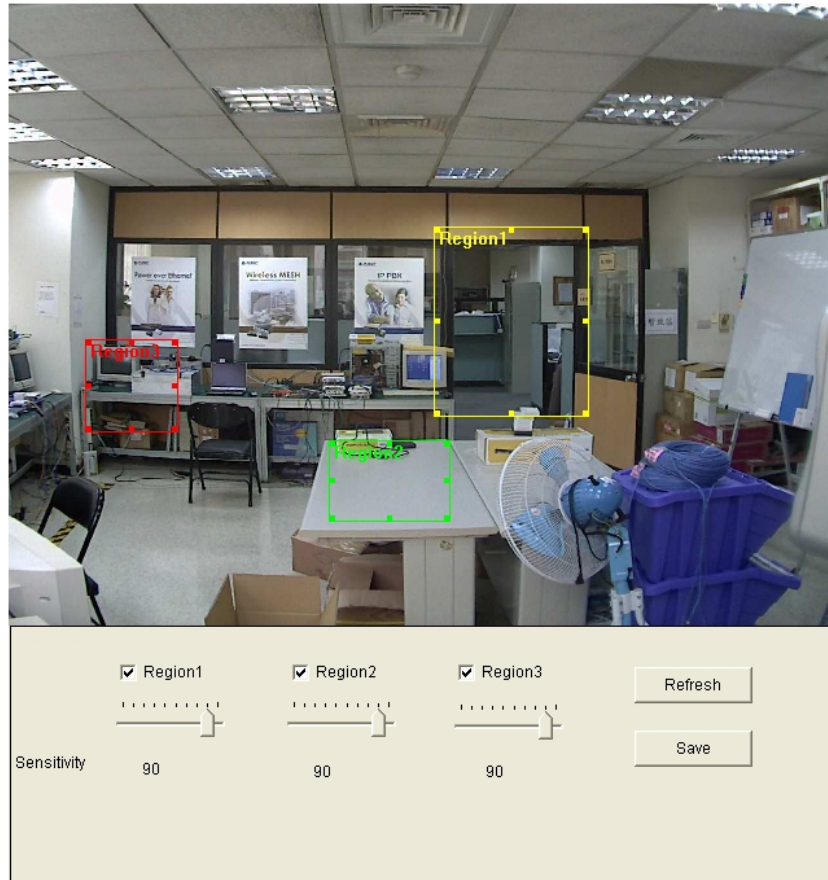 Region1
Power over Ethernet
Wireless MESH
IP PBX
Region3
Region2
Region1
Region2
Region3
Refresh
Sensitivity
90
90
90
Save